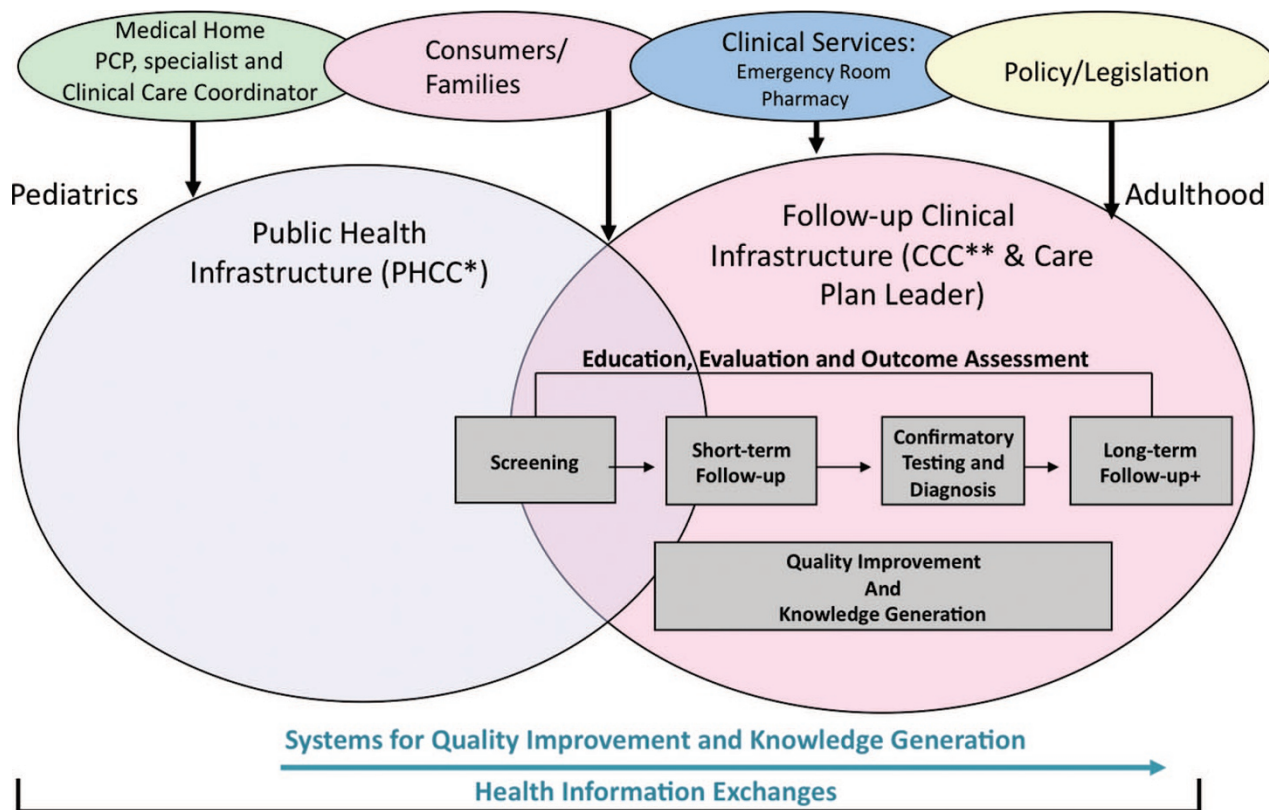 Medical Home
PCP, specialist and
Clinical Care Coordinator
Consumers/
Families
Clinical Services:
Emergency Room
Pharmacy
Policy/Legislation
Pediatrics
Adulthood
Public Health
Infrastructure (PHCC*)
Follow-up Clinical
Infrastructure (CCC** & Care
Plan Leader)
Education, Evaluation and Outcome Assessment
Screening
Short-term
Follow-up
Confirmatory
Testing and
Diagnosis
Long-term
Follow-up+
Quality Improvement
And
Knowledge Generation
Systems for Quality Improvement and Knowledge Generation
Health Information Exchanges